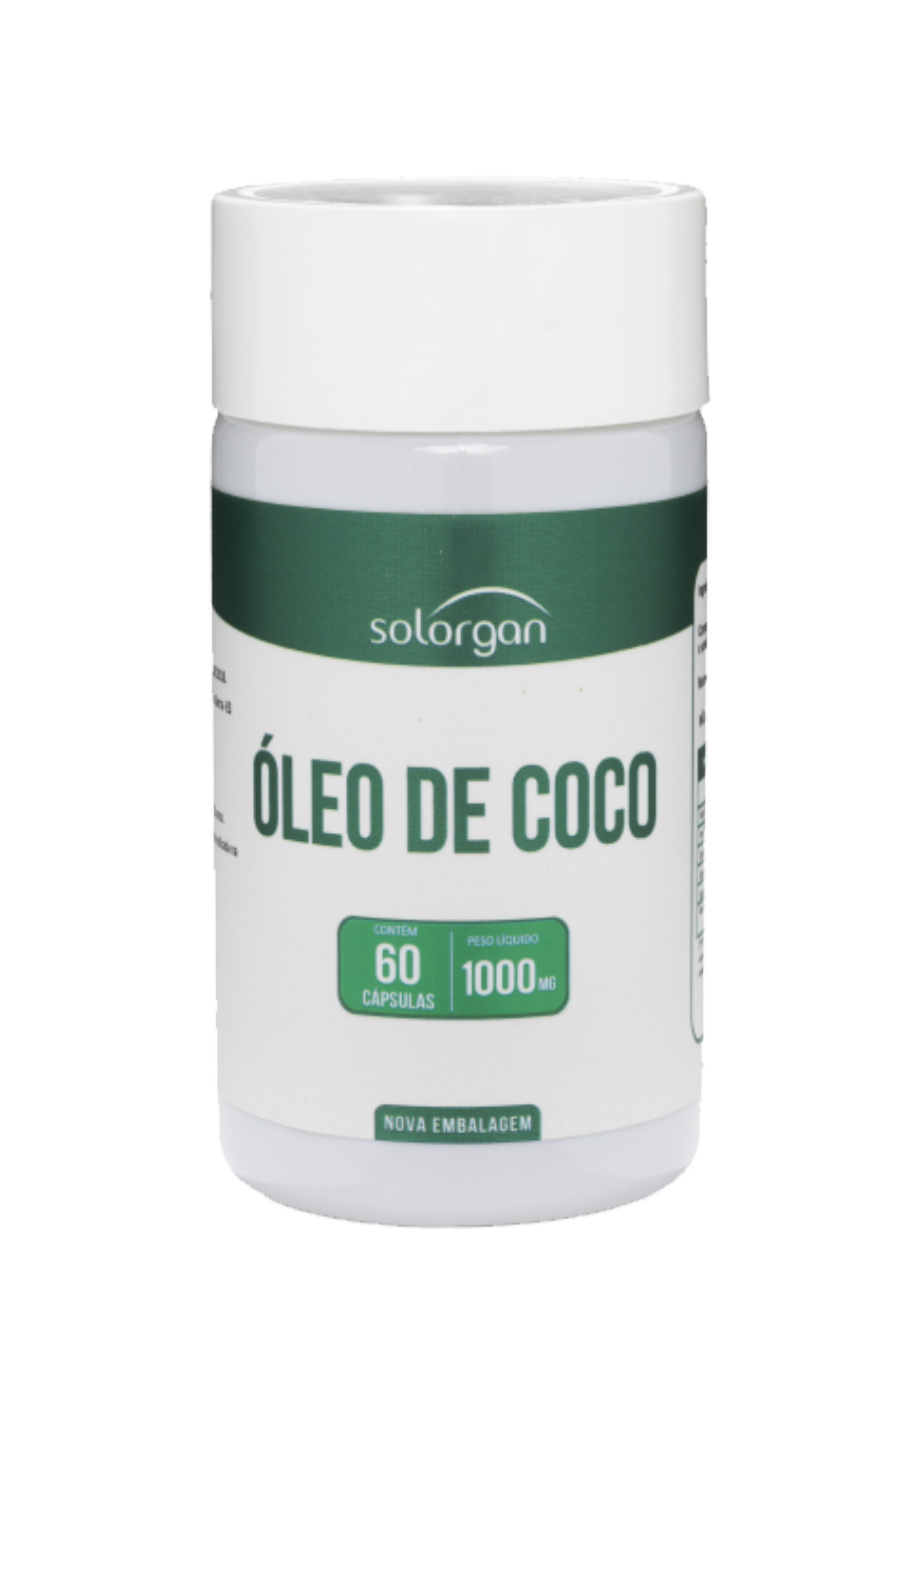 solorgan
ÓLEO DE COCO
CONTÉM
60
CÁPSULAS
PESO LÍQUIDO
1000MG
NOVA EMBALAGEM